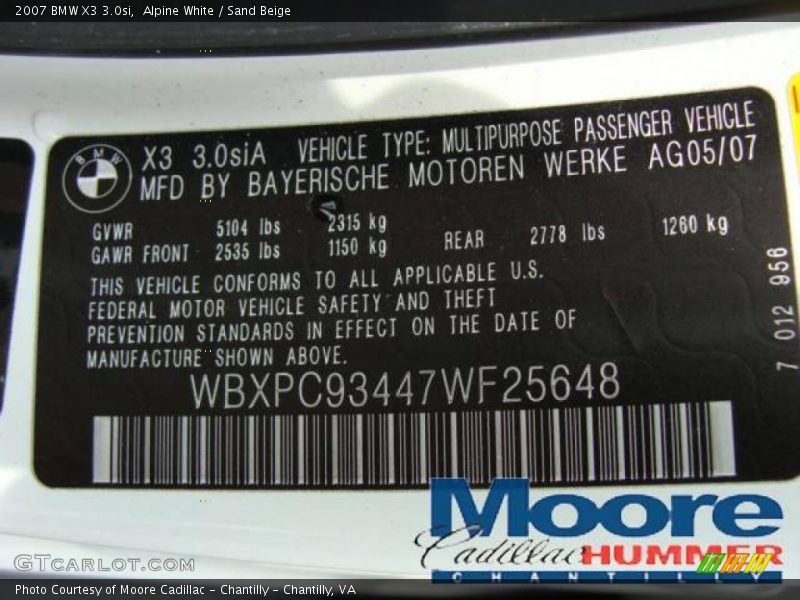 2007 BMW X3 3.0si,  Alpine White / Sand Beige
BMW
X3 3.0siA VEHICLE TYPE: MULTIPURPOSE PASSENGER VEHICLE
MFD BY BAYERISCHE MOTOREN WERKE AG05/07
GVWR 5104 lbs 2315 kg
GAWR FRONT 2535 lbs 1150 kg REAR 2778 lbs 1260 kg
THIS VEHICLE CONFORMS TO ALL APPLICABLE U.S.
FEDERAL MOTOR VEHICLE SAFETY AND THEFT
PREVENTION STANDARDS IN EFFECT ON THE DATE OF
MANUFACTURE SHOWN ABOVE.
7 012 956
WBXPC93447WF25648
Moore
Cadillac HUMMER
CHANTILLY
GTCARLOT.COM
Photo Courtesy of Moore Cadillac - Chantilly - Chantilly, VA